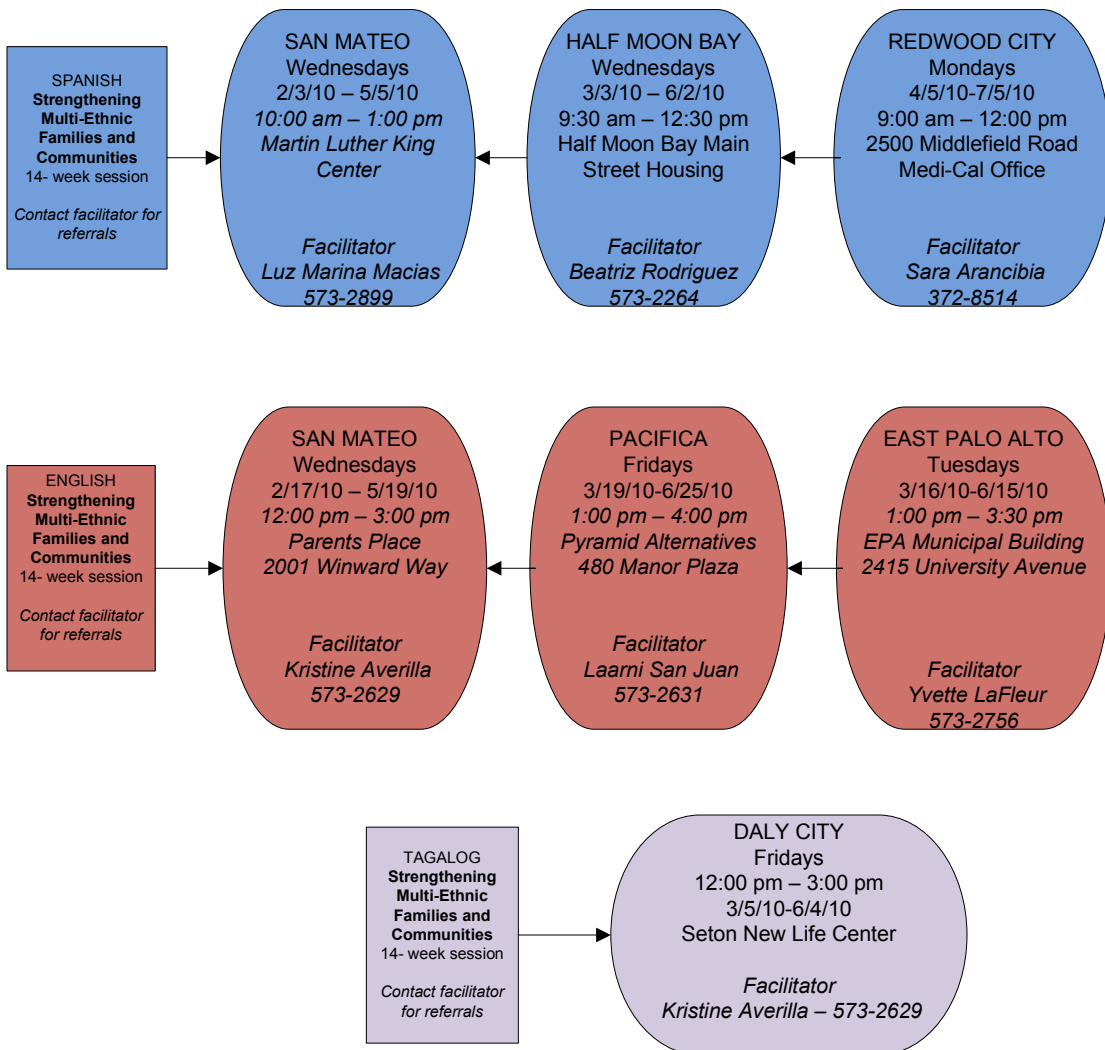 SPANISH
Strengthening
Multi-Ethnic
Families and
Communities
14- week session
Contact facilitator for
referrals
SAN MATEO
Wednesdays
2/3/10 – 5/5/10
10:00 am – 1:00 pm
Martin Luther King
Center
Facilitator
Luz Marina Macias
573-2899
HALF MOON BAY
Wednesdays
3/3/10 – 6/2/10
9:30 am – 12:30 pm
Half Moon Bay Main
Street Housing
Facilitator
Beatriz Rodriguez
573-2264
REDWOOD CITY
Mondays
4/5/10-7/5/10
9:00 am – 12:00 pm
2500 Middlefield Road
Medi-Cal Office
Facilitator
Sara Arancibia
372-8514
ENGLISH
Strengthening
Multi-Ethnic
Families and
Communities
14- week session
Contact facilitator
for referrals
SAN MATEO
Wednesdays
2/17/10 – 5/19/10
12:00 pm – 3:00 pm
Parents Place
2001 Winward Way
Facilitator
Kristine Averilla
573-2629
PACIFICA
Fridays
3/19/10-6/25/10
1:00 pm – 4:00 pm
Pyramid Alternatives
480 Manor Plaza
Facilitator
Laarni San Juan
573-2631
EAST PALO ALTO
Tuesdays
3/16/10-6/15/10
1:00 pm – 3:30 pm
EPA Municipal Building
2415 University Avenue
Facilitator
Yvette LaFleur
573-2756
TAGALOG
Strengthening
Multi-Ethnic
Families and
Communities
14- week session
Contact facilitator
for referrals
DALY CITY
Fridays
12:00 pm – 3:00 pm
3/5/10-6/4/10
Seton New Life Center
Facilitator
Kristine Averilla – 573-2629